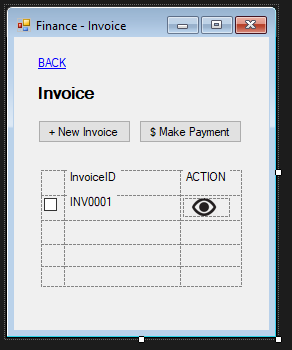 Finance - Invoice
BACK
Invoice
+ New Invoice $ Make Payment
InvoiceID ACTION
INV0001